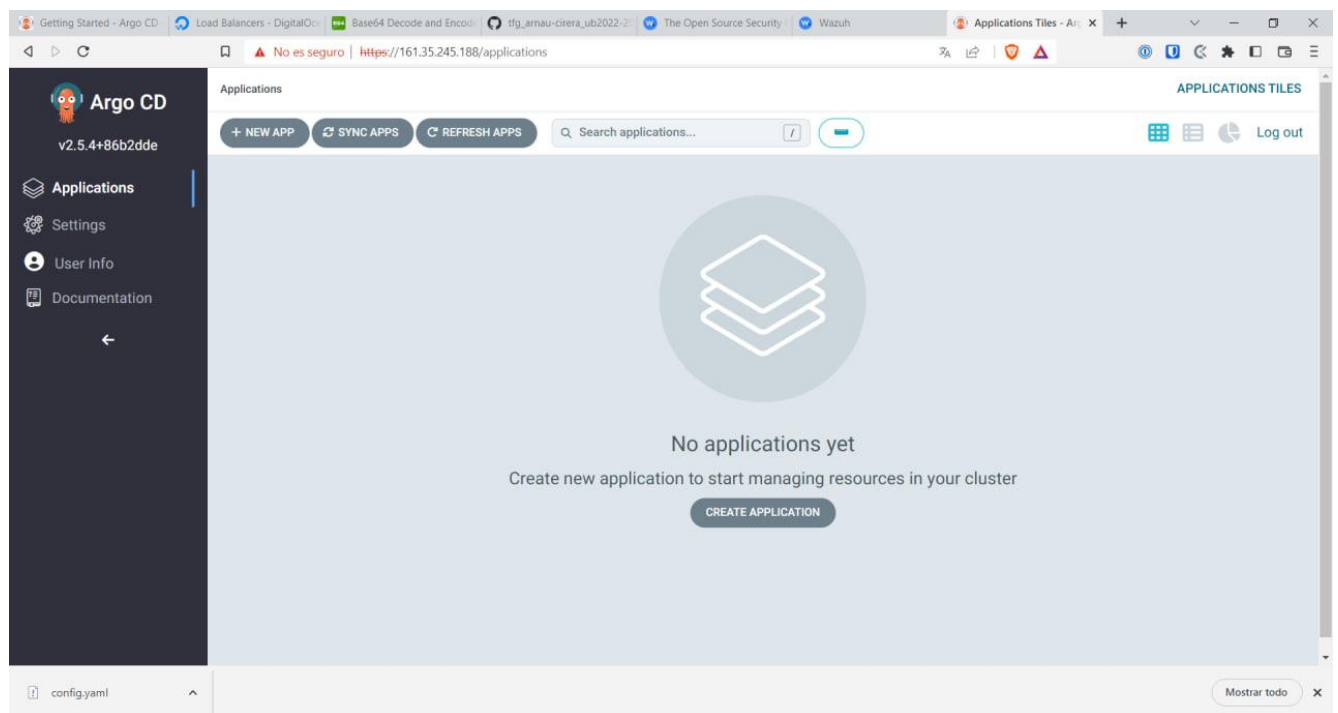 Getting Started - Argo CD
Load Balancers - DigitalOc
Base64 Decode and Encod
tfg_arnau-cirera_ub2022-2
The Open Source Security
Wazuh
Applications Tiles - Ar
No es seguro | https://161.35.245.188/applications
Argo CD
v2.5.4+86b2dde
Applications
Settings
User Info
Documentation
Applications
APPLICATIONS TILES
+ NEW APP
SYNC APPS
REFRESH APPS
Search applications...
/
Log out
No applications yet
Create new application to start managing resources in your cluster
CREATE APPLICATION
config.yaml
Mostrar todo